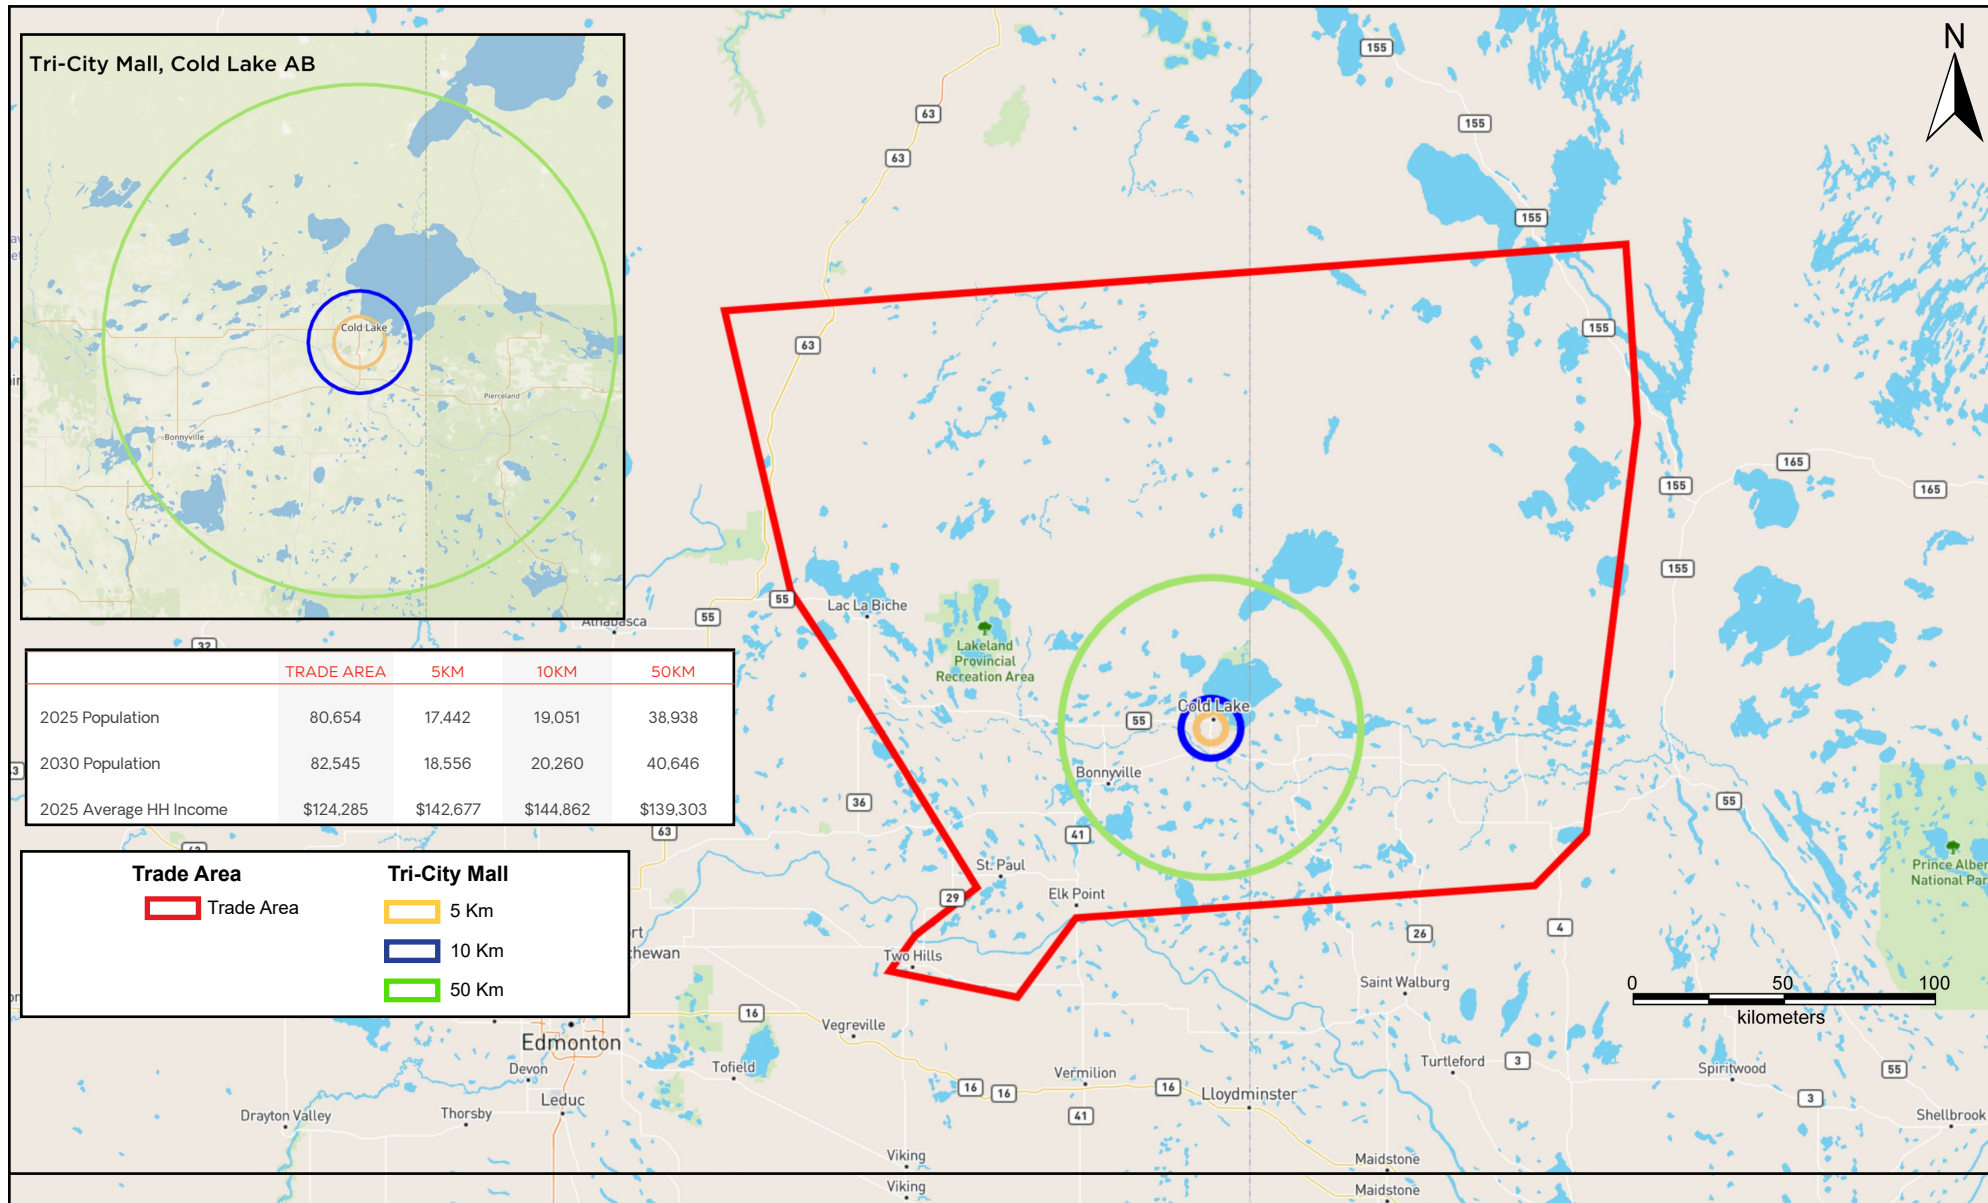 Tri-City Mall, Cold Lake AB
Cold Lake
Pierceland
Bonnyville
N
155
155
63
63
155
155
63
165
155
165
155
55
55
Lac La Biche
Athabasca
32
Lakeland
Provincial
Recreation Area
Cold Lake
55
Bonnyville
36
55
41
63
TRADE AREA 5KM 10KM 50KM
2025 Population 80,654 17,442 19,051 38,938
2030 Population 82,545 18,556 20,260 40,646
2025 Average HH Income $124,285 $142,677 $144,862 $139,303
Trade Area Tri-City Mall
Trade Area
5 Km
10 Km
50 Km
St. Paul
Elk Point
29
Two Hills
26
4
Prince Alber
National Par
Saint Walburg
0 50 100
kilometers
rt
chewan
16
Vegreville
Edmonton
Devon
Tofield
Leduc
Drayton Valley
Thorsby
Vermilion
16
16
16
41
Lloydminster
Turtleford
3
Spiritwood
55
3
Shellbrook
Viking
Viking
Maidstone
Maidstone